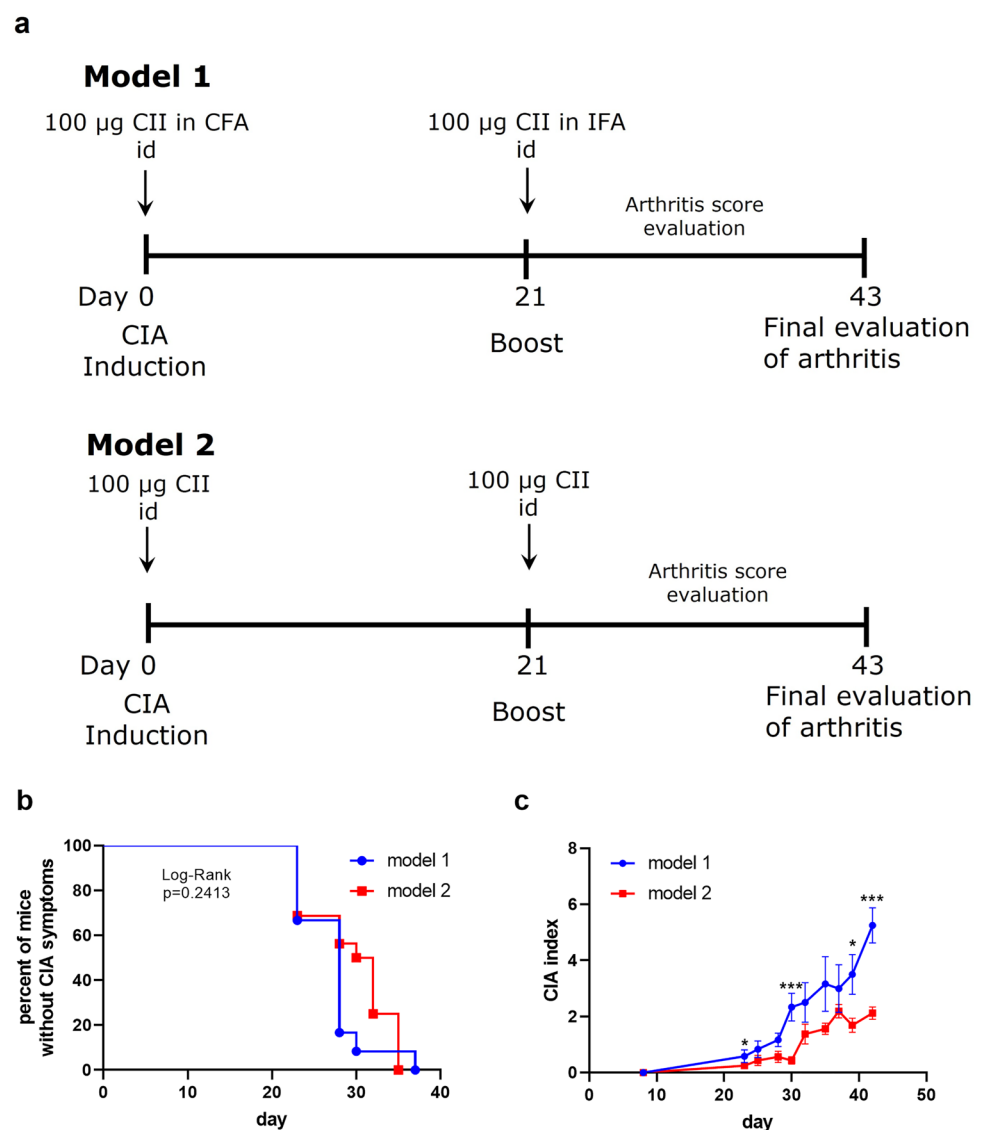 a
Model 1
100 µg CII in CFA
id
100 µg CII in IFA
id
Arthritis score
evaluation
Day 0
21
43
CIA
Induction
Boost
Final evaluation
of arthritis
Model 2
100 µg CII
id
100 µg CII
id
Arthritis score
evaluation
Day 0
21
43
CIA
Induction
Boost
Final evaluation
of arthritis
b
percent of mice
without CIA symptoms
100
80
60
40
20
0
Log-Rank
p=0.2413
model 1
model 2
0 10 20 30 40
day
c
CIA index
8
6
4
2
0
model 1
model 2
*
***
*
***
0 10 20 30 40 50
day